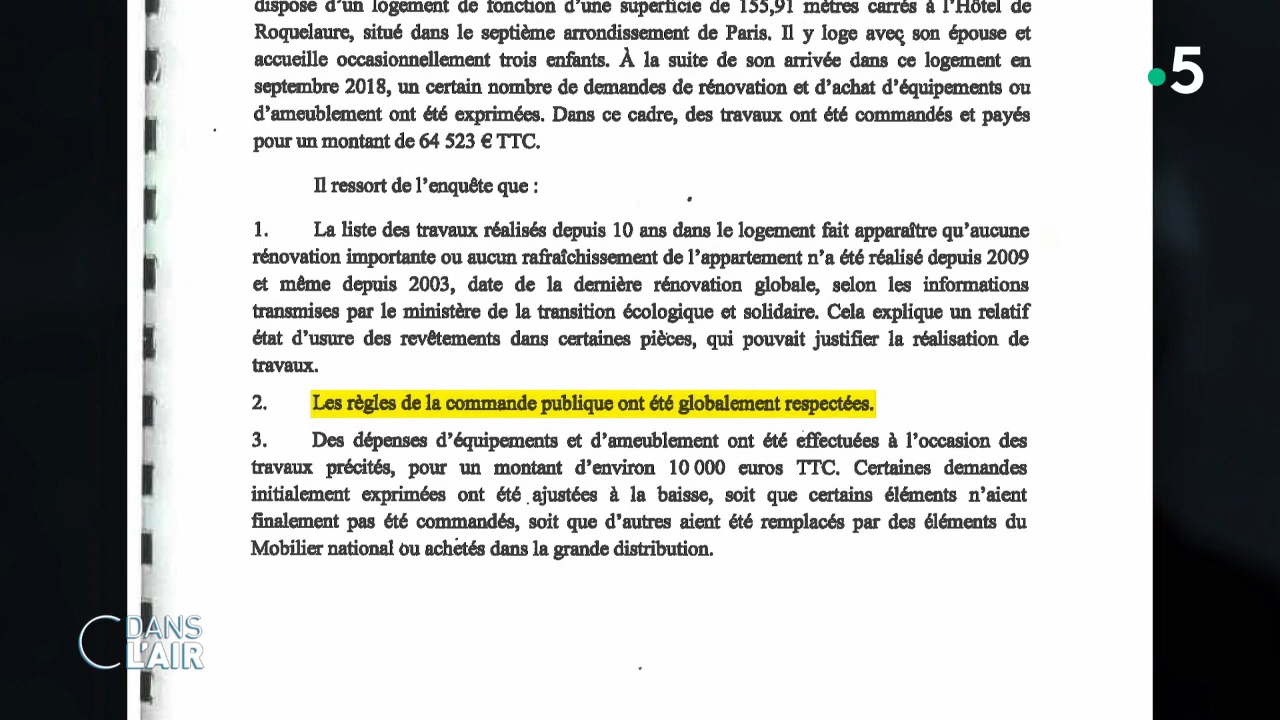 dispose d'un logement de fonction d'une superficie de 155,91 mètres carrés à l'Hôtel de
Roquelaure, situé dans le septième arrondissement de Paris. Il y loge avec son épouse et
accueille occasionnellement trois enfants. À la suite de son arrivée dans ce logement en
septembre 2018, un certain nombre de demandes de rénovation et d'achat d'équipements ou
d'ameublement ont été exprimées. Dans ce cadre, des travaux ont été commandés et payés
pour un montant de 64 523 € TTC.
Il ressort de l'enquête que :
1. La liste des travaux réalisés depuis 10 ans dans le logement fait apparaître qu'aucune
rénovation importante ou aucun rafraîchissement de l'appartement n'a été réalisé depuis 2009
et même depuis 2003, date de la dernière rénovation globale, selon les informations
transmises par le ministère de la transition écologique et solidaire. Cela explique un relatif
état d'usure des revêtements dans certaines pièces, qui pouvait justifier la réalisation de
travaux.
2. Les règles de la commande publique ont été globalement respectées.
3. Des dépenses d'équipements et d'ameublement ont été effectuées à l'occasion des
travaux précités, pour un montant d'environ 10 000 euros TTC. Certaines demandes
initialement exprimées ont été ajustées à la baisse, soit que certains éléments n'aient
finalement pas été commandés, soit que d'autres aient été remplacés par des éléments du
Mobilier national ou achetés dans la grande distribution.
5
C DANS
L'AIR